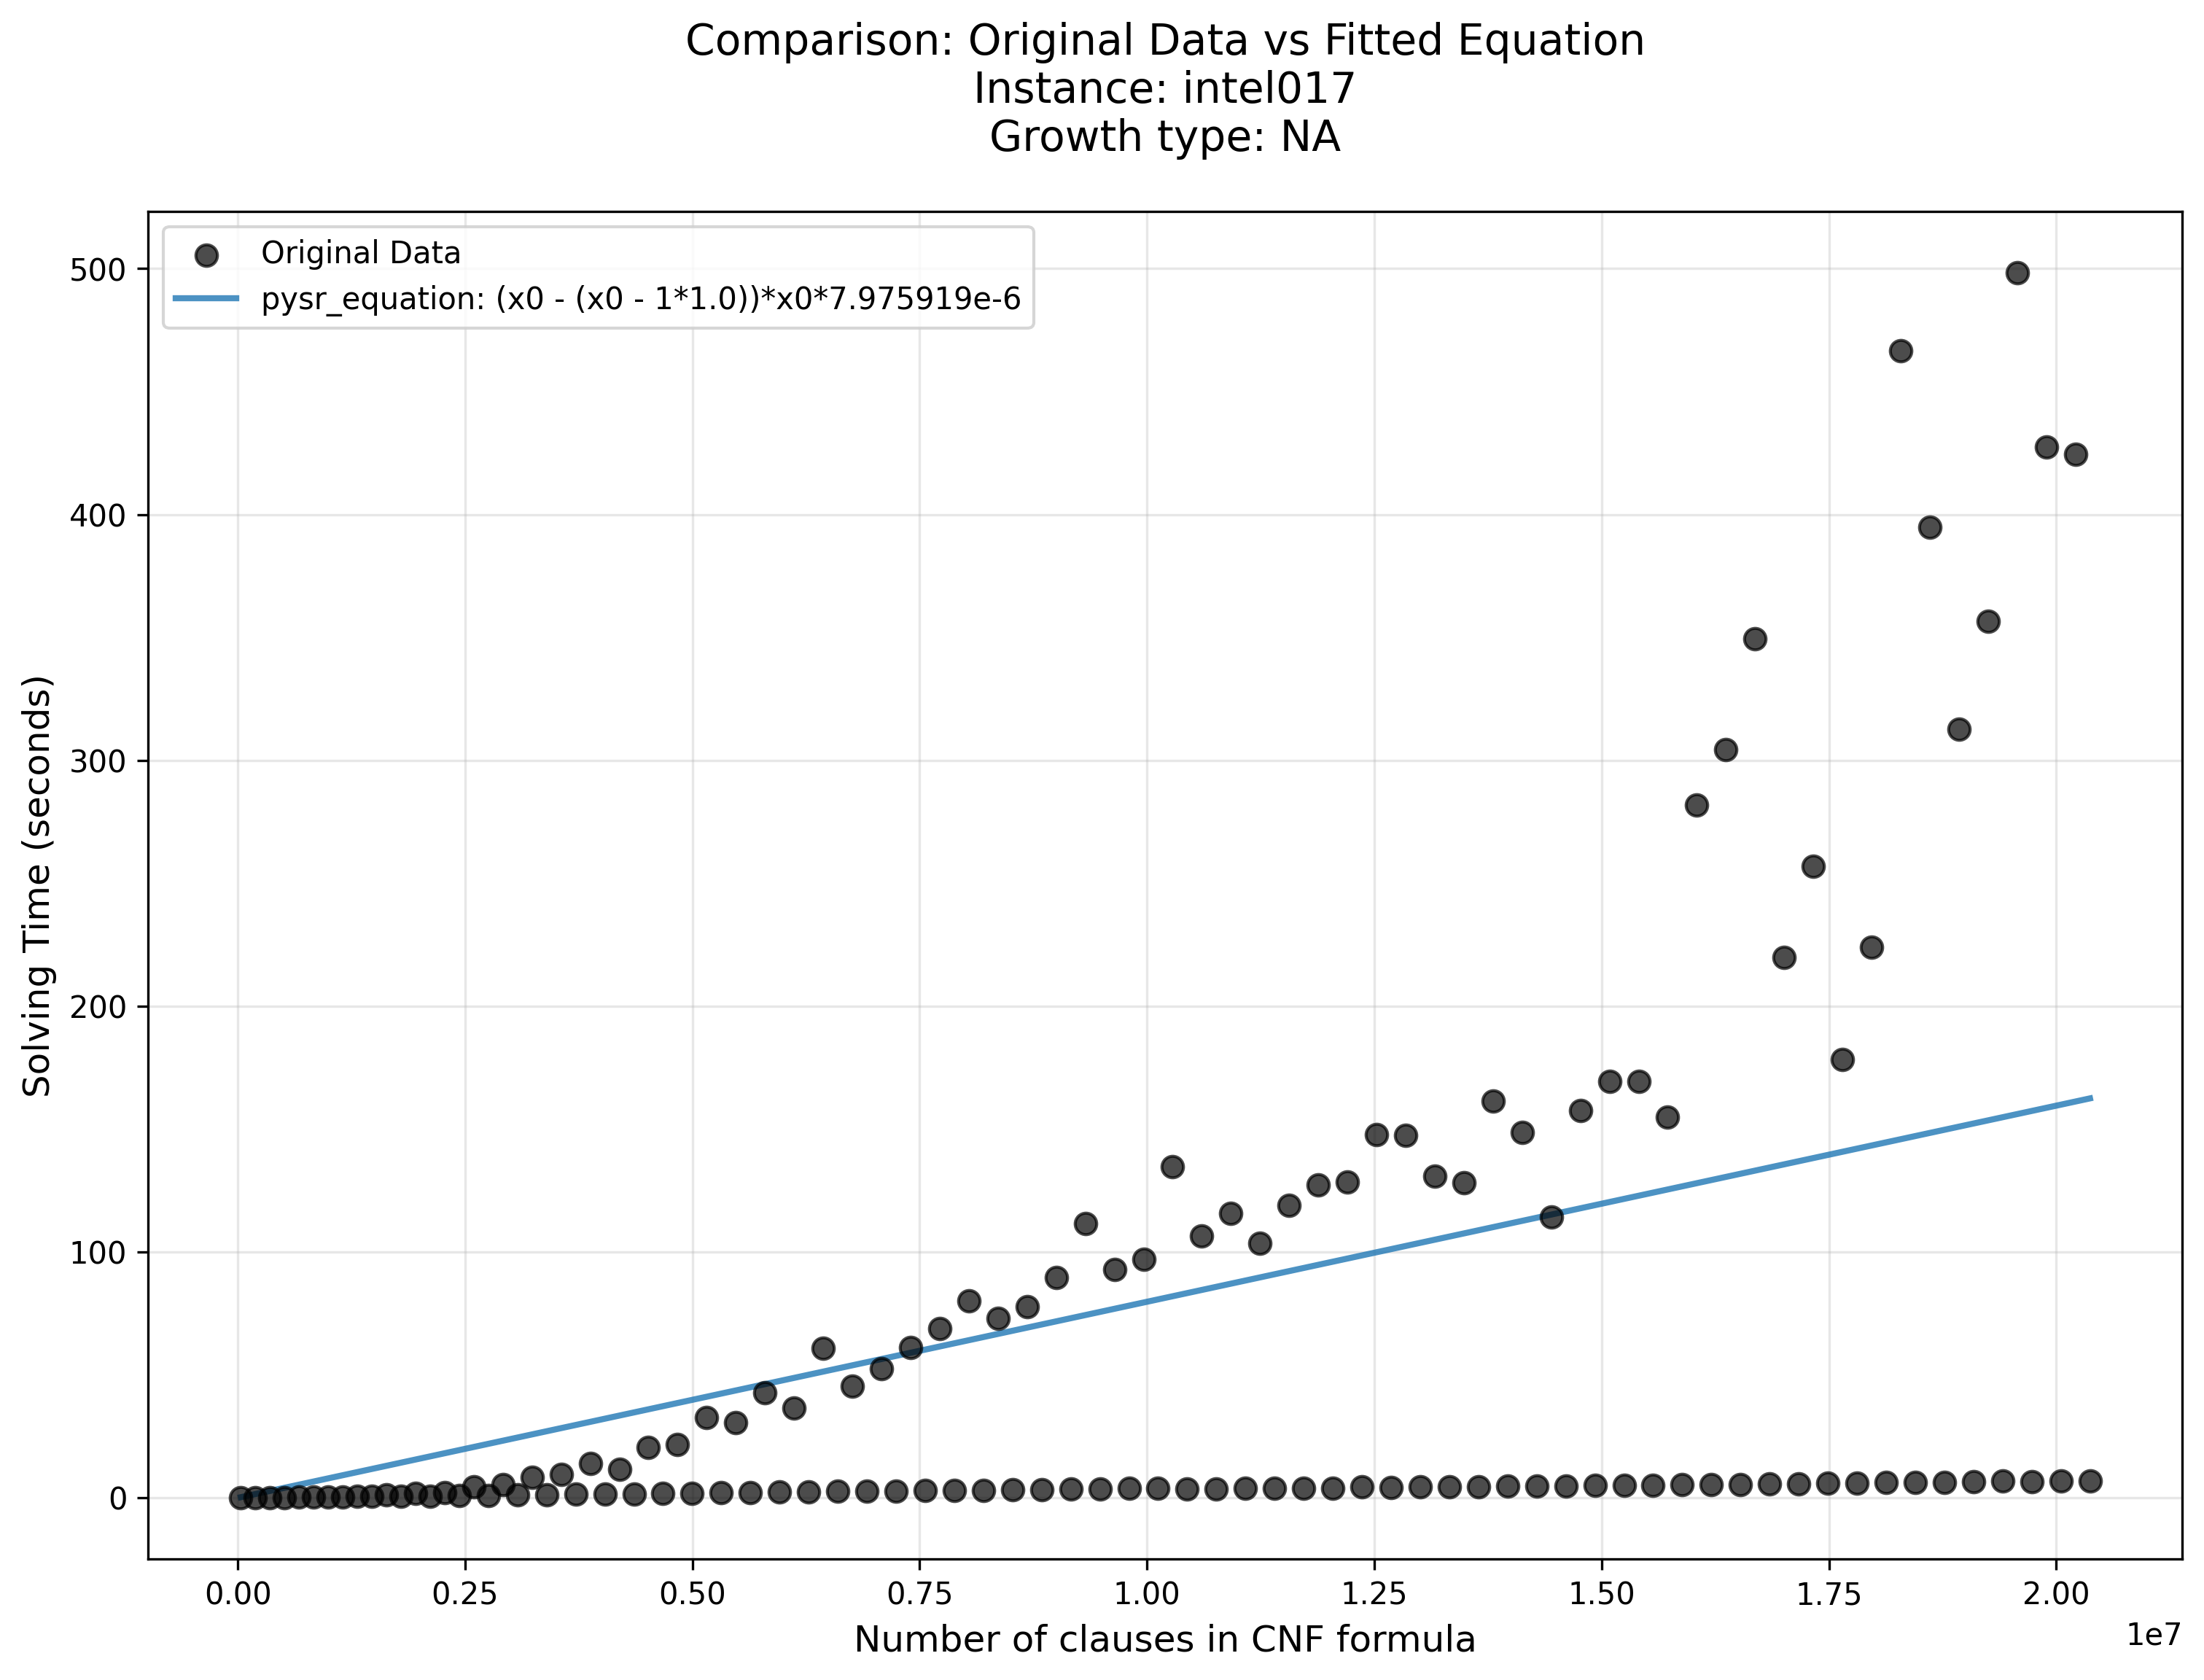 Comparison: Original Data vs Fitted Equation
Instance: intel017
Growth type: NA
Original Data
pysr_equation: (x0 - (x0 - 1*1.0))*x0*7.975919e-6
Solving Time (seconds)
500
400
300
200
100
0
0.00 0.25 0.50 0.75 1.00 1.25 1.50 1.75 2.00
1e7
Number of clauses in CNF formula